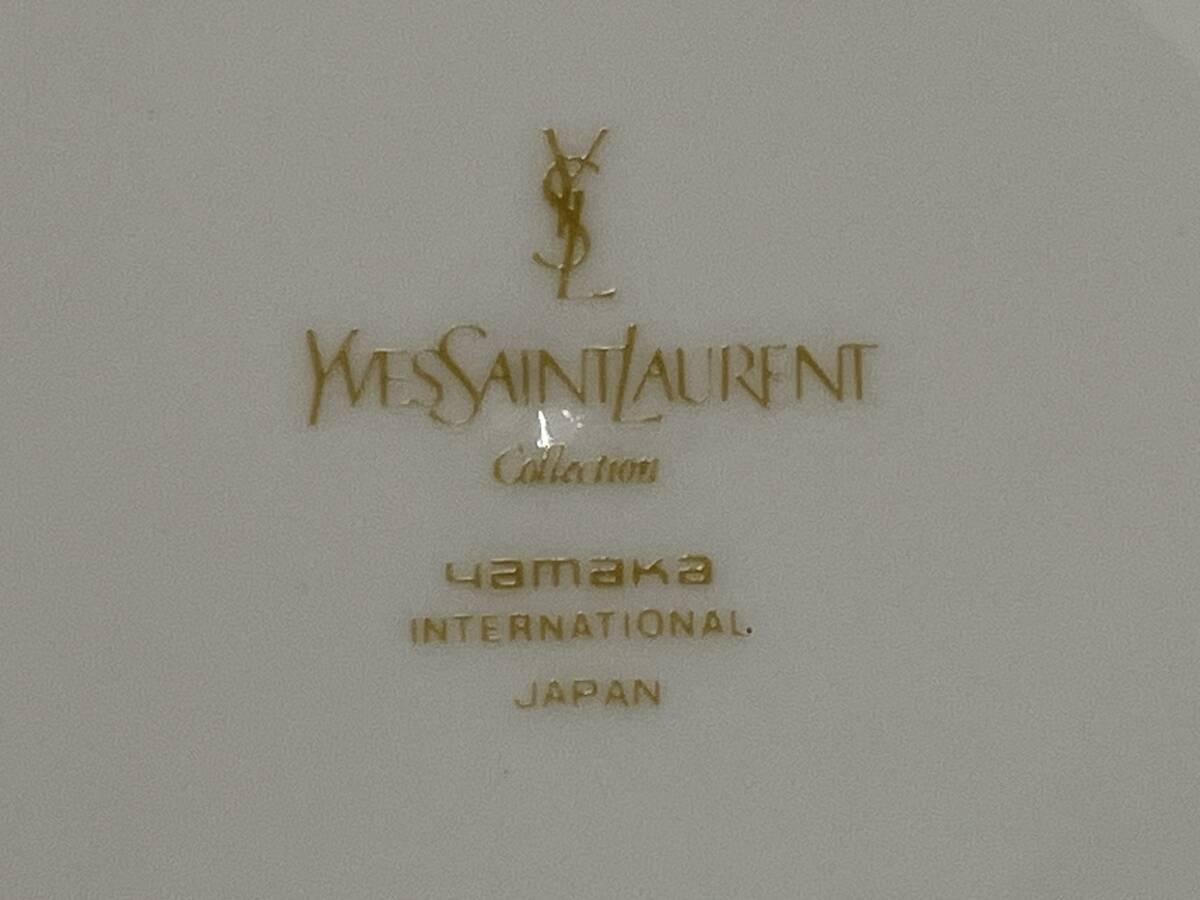 YSL
YVESSAINTLAURENT
Collection
yamaka
INTERNATIONAL.
JAPAN